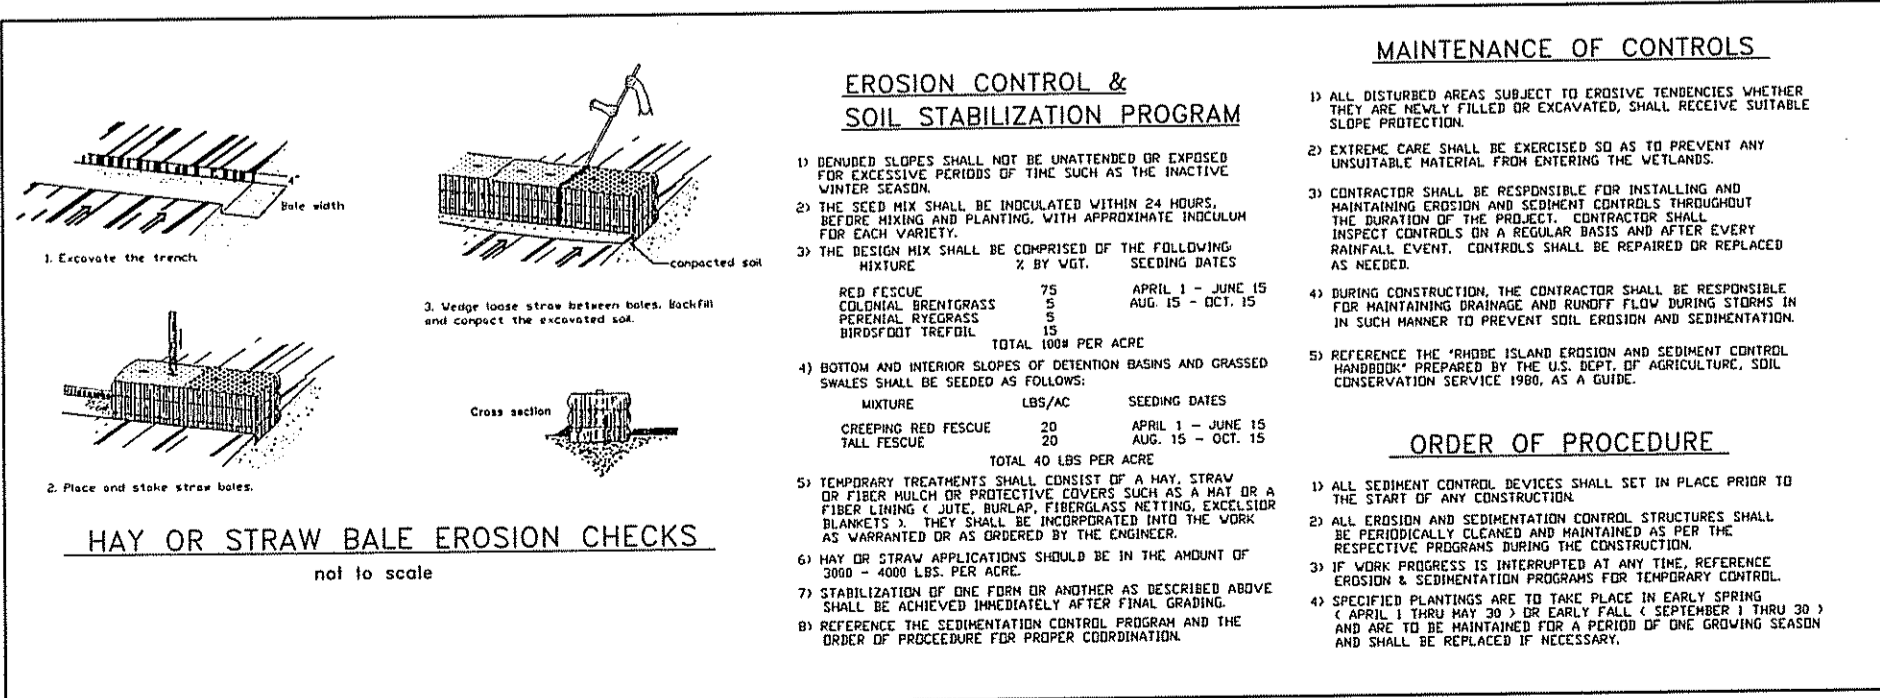 4"
Bale width
1. Excavate the trench.
compacted soil
3. Wedge loose straw between bales. Backfill
and compact the excavated soil.
Cross section
2. Place and stake straw bales.
HAY OR STRAW BALE EROSION CHECKS
not to scale
EROSION CONTROL &
SOIL STABILIZATION PROGRAM
1) DENUDED SLOPES SHALL NOT BE UNATTENDED OR EXPOSED
FOR EXCESSIVE PERIODS OF TIME SUCH AS THE INACTIVE
WINTER SEASON.
2) THE SEED MIX SHALL BE INOCULATED WITHIN 24 HOURS,
BEFORE MIXING AND PLANTING, WITH APPROXIMATE INOCULUM
FOR EACH VARIETY.
3) THE DESIGN MIX SHALL BE COMPRISED OF THE FOLLOWING:
MIXTURE % BY WGT. SEEDING DATES
RED FESCUE 75 APRIL 1 - JUNE 15
COLONIAL BRENTGRASS 5 AUG. 15 - OCT. 15
PERENIAL RYEGRASS 5
BIRDSFOOT TREFOIL 15
TOTAL 100# PER ACRE
4) BOTTOM AND INTERIOR SLOPES OF DETENTION BASINS AND GRASSED
SWALES SHALL BE SEEDED AS FOLLOWS:
MIXTURE LBS/AC SEEDING DATES
CREEPING RED FESCUE 20 APRIL 1 - JUNE 15
TALL FESCUE 20 AUG. 15 - OCT. 15
TOTAL 40 LBS PER ACRE
5) TEMPORARY TREATMENTS SHALL CONSIST OF A HAY, STRAW
OR FIBER MULCH OR PROTECTIVE COVERS SUCH AS A MAT OR A
FIBER LINING ( JUTE, BURLAP, FIBERGLASS NETTING, EXCELSIOR
BLANKETS ). THEY SHALL BE INCORPORATED INTO THE WORK
AS WARRANTED OR AS ORDERED BY THE ENGINEER.
6) HAY OR STRAW APPLICATIONS SHOULD BE IN THE AMOUNT OF
3000 - 4000 LBS. PER ACRE.
7) STABILIZATION OF ONE FORM OR ANOTHER AS DESCRIBED ABOVE
SHALL BE ACHIEVED IMMEDIATELY AFTER FINAL GRADING.
8) REFERENCE THE SEDIMENTATION CONTROL PROGRAM AND THE
ORDER OF PROCEEDURE FOR PROPER COORDINATION.
MAINTENANCE OF CONTROLS
1) ALL DISTURBED AREAS SUBJECT TO EROSIVE TENDENCIES WHETHER
THEY ARE NEWLY FILLED OR EXCAVATED, SHALL RECEIVE SUITABLE
SLOPE PROTECTION.
2) EXTREME CARE SHALL BE EXERCISED SO AS TO PREVENT ANY
UNSUITABLE MATERIAL FROM ENTERING THE WETLANDS.
3) CONTRACTOR SHALL BE RESPONSIBLE FOR INSTALLING AND
MAINTAINING EROSION AND SEDIMENT CONTROLS THROUGHOUT
THE DURATION OF THE PROJECT. CONTRACTOR SHALL
INSPECT CONTROLS ON A REGULAR BASIS AND AFTER EVERY
RAINFALL EVENT. CONTROLS SHALL BE REPAIRED OR REPLACED
AS NEEDED.
4) DURING CONSTRUCTION, THE CONTRACTOR SHALL BE RESPONSIBLE
FOR MAINTAINING DRAINAGE AND RUNOFF FLOW DURING STORMS IN
IN SUCH MANNER TO PREVENT SOIL EROSION AND SEDIMENTATION.
5) REFERENCE THE "RHODE ISLAND EROSION AND SEDIMENT CONTROL
HANDBOOK" PREPARED BY THE U.S. DEPT. OF AGRICULTURE, SOIL
CONSERVATION SERVICE 1980, AS A GUIDE.
ORDER OF PROCEDURE
1) ALL SEDIMENT CONTROL DEVICES SHALL SET IN PLACE PRIOR TO
THE START OF ANY CONSTRUCTION.
2) ALL EROSION AND SEDIMENTATION CONTROL STRUCTURES SHALL
BE PERIODICALLY CLEANED AND MAINTAINED AS PER THE
RESPECTIVE PROGRAMS DURING THE CONSTRUCTION.
3) IF WORK PROGRESS IS INTERRUPTED AT ANY TIME, REFERENCE
EROSION & SEDIMENTATION PROGRAMS FOR TEMPORARY CONTROL.
4) SPECIFIED PLANTINGS ARE TO TAKE PLACE IN EARLY SPRING
( APRIL 1 THRU MAY 30 ) OR EARLY FALL ( SEPTEMBER 1 THRU 30 )
AND ARE TO BE MAINTAINED FOR A PERIOD OF ONE GROWING SEASON
AND SHALL BE REPLACED IF NECESSARY.